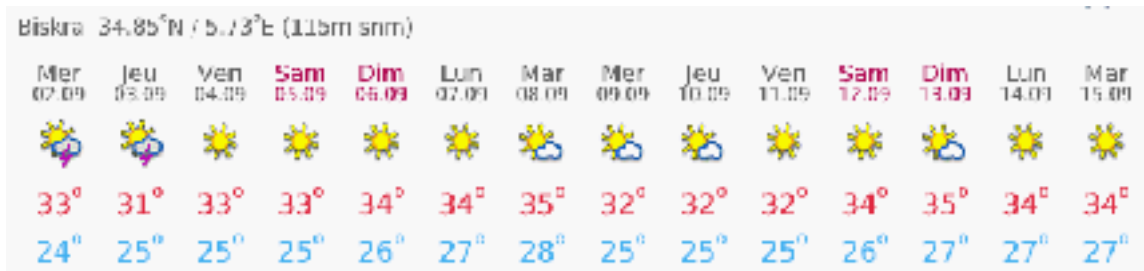 Biskra 34.85°N / 5.73°E (115m snm)
Mer Jeu Ven Sam Dim Lun Mar Mer Jeu Ven Sam Dim Lun Mar
02.09 03.09 04.09 05.09 06.09 07.09 08.09 09.09 10.09 11.09 12.09 13.09 14.09 15.09
33° 31° 33° 33° 34° 34° 35° 32° 32° 32° 34° 35° 34° 34°
24° 25° 25° 25° 26° 27° 28° 25° 25° 25° 26° 27° 27° 27°